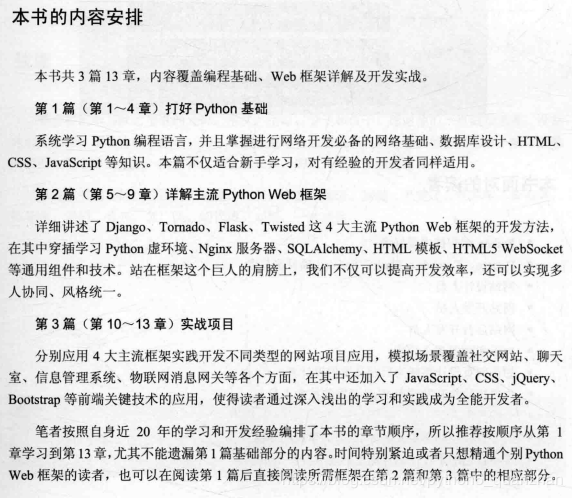 本书的内容安排
本书共 3 篇 13 章，内容覆盖编程基础、Web 框架详解及开发实战。
第 1 篇（第 1～4 章）打好 Python 基础
系统学习 Python 编程语言，并且掌握进行网络开发必备的网络基础、数据库设计、HTML、
CSS、JavaScript 等知识。本篇不仅适合新手学习，对有经验的开发者同样适用。
第 2 篇（第 5～9 章）详解主流 Python Web 框架
详细讲述了 Django、Tornado、Flask、Twisted 这 4 大主流 Python Web 框架的开发方法，
在其中穿插学习 Python 虚环境、Nginx 服务器、SQLAlchemy、HTML 模板、HTML5 WebSocket
等通用组件和技术。站在框架这个巨人的肩膀上，我们不仅可以提高开发效率，还可以实现多
人协同、风格统一。
第 3 篇（第 10～13 章）实战项目
分别应用 4 大主流框架实践开发不同类型的网站项目应用，模拟场景覆盖社交网站、聊天
室、信息管理系统、物联网消息网关等各个方面，在其中还加入了 JavaScript、CSS、jQuery、
Bootstrap 等前端关键技术的应用，使得读者通过深入浅出的学习和实践成为全能开发者。
笔者按照自身近 20 年的学习和开发经验编排了本书的章节顺序，所以推荐按顺序从第 1
章学习到第 13 章，尤其不能遗漏第 1 篇基础部分的内容。时间特别紧迫或者只想精通个别 Python
Web 框架的读者，也可以在阅读第 1 篇后直接阅读所需框架在第 2 篇和第 3 篇中的相应部分。